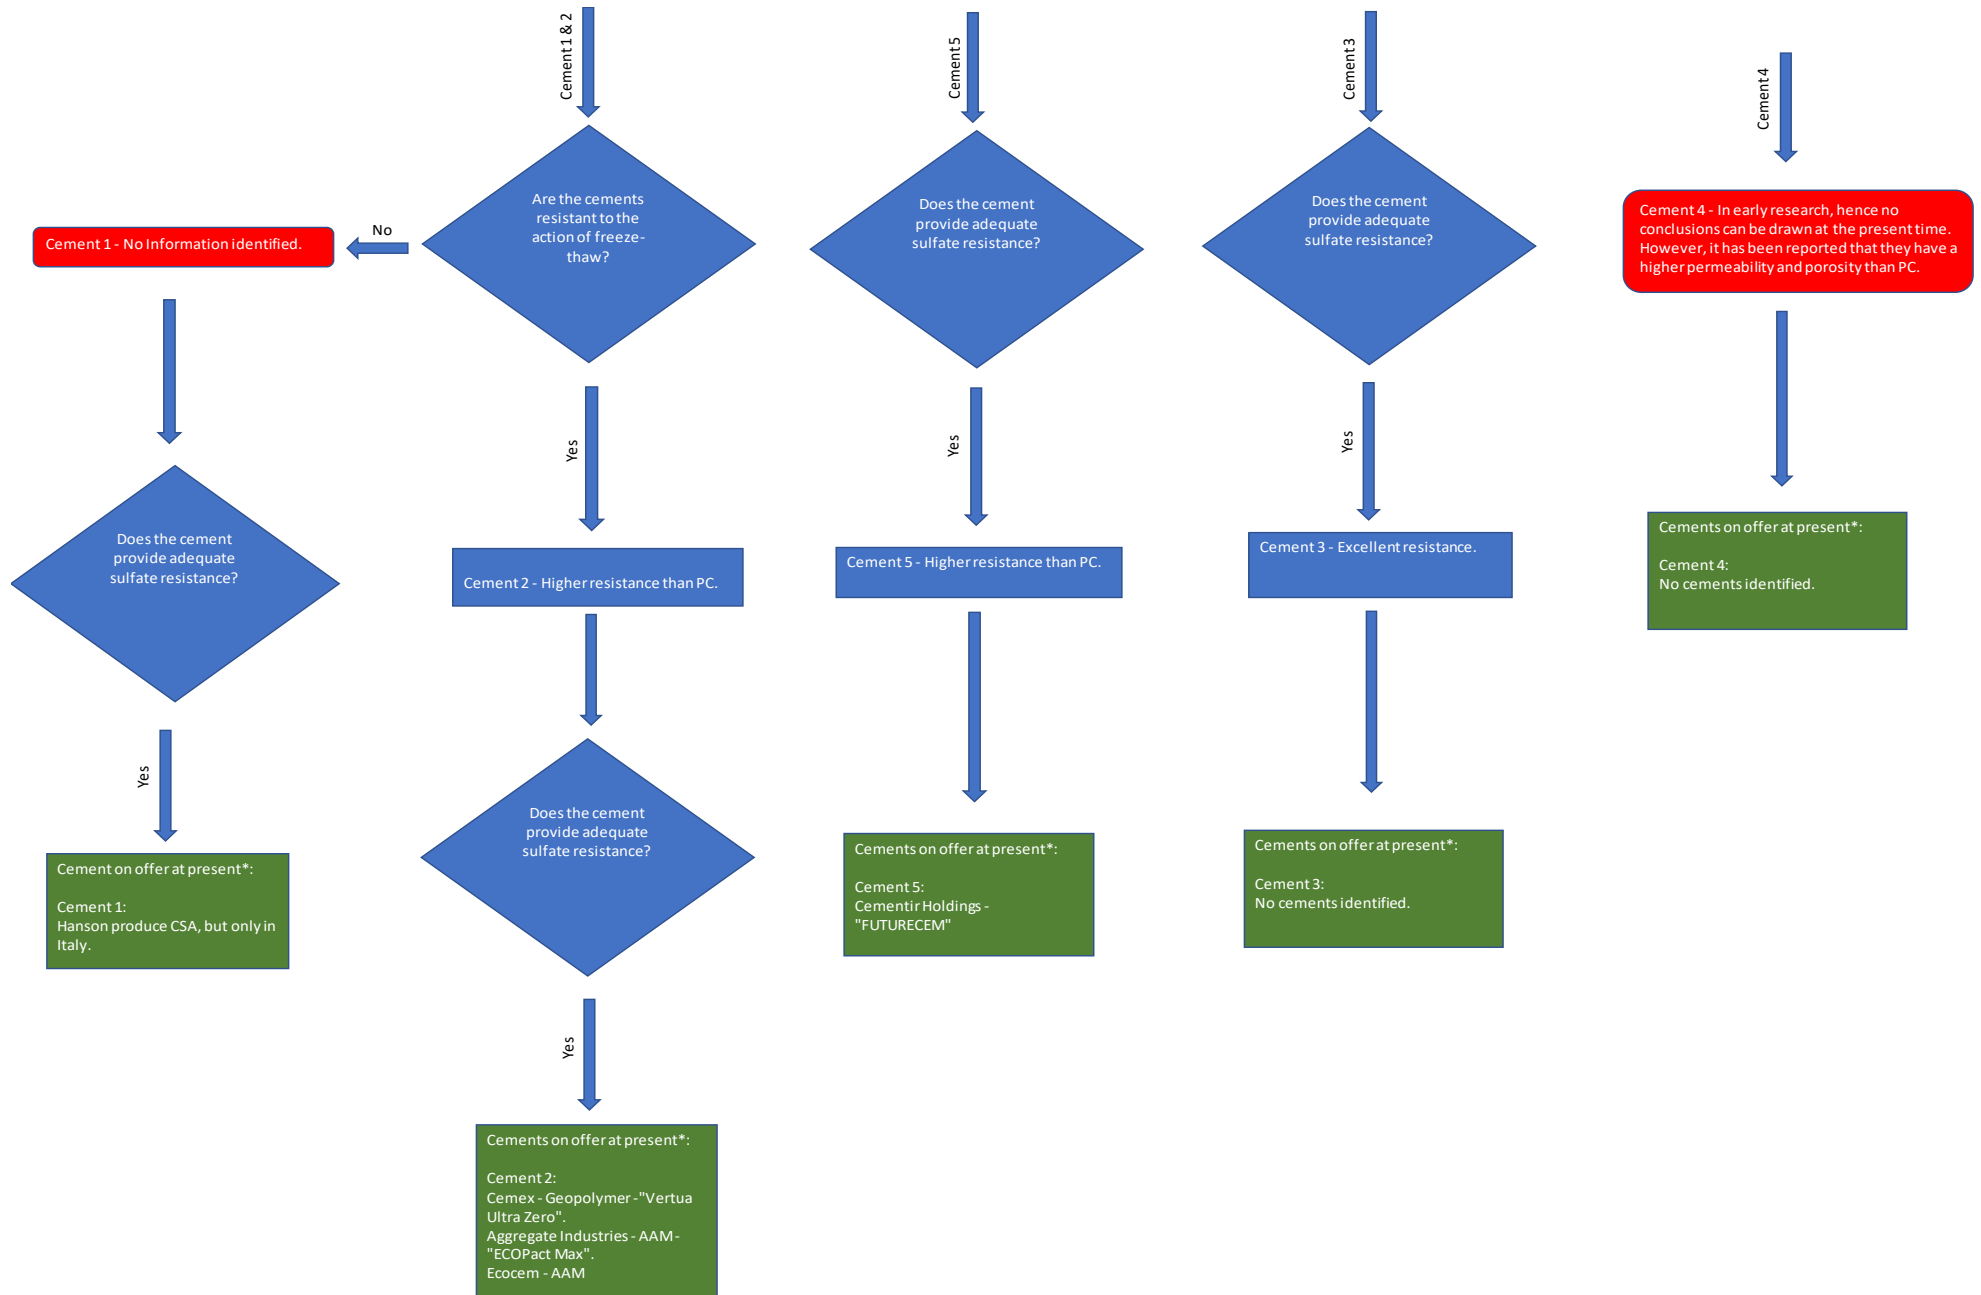 Cement 1 & 2
Cement 5
Cement 3
Cement 4
Are the cements
resistant to the
action of freeze-
thaw?
No
Cement 1 - No Information identified.
Does the cement
provide adequate
sulfate resistance?
Does the cement
provide adequate
sulfate resistance?
Cement 4 - In early research, hence no
conclusions can be drawn at the present time.
However, it has been reported that they have a
higher permeability and porosity than PC.
Yes
Yes
Yes
Does the cement
provide adequate
sulfate resistance?
Cement 2 - Higher resistance than PC.
Cement 5 - Higher resistance than PC.
Cement 3 - Excellent resistance.
Cements on offer at present*:
Cement 4:
No cements identified.
Yes
Does the cement
provide adequate
sulfate resistance?
Cement on offer at present*:
Cement 1:
Hanson produce CSA, but only in
Italy.
Cements on offer at present*:
Cement 5:
Cementir Holdings -
"FUTURECEM"
Cements on offer at present*:
Cement 3:
No cements identified.
Yes
Cements on offer at present*:
Cement 2:
Cemex - Geopolymer -"Vertua
Ultra Zero".
Aggregate Industries - AAM -
"ECOPact Max".
Ecocem - AAM